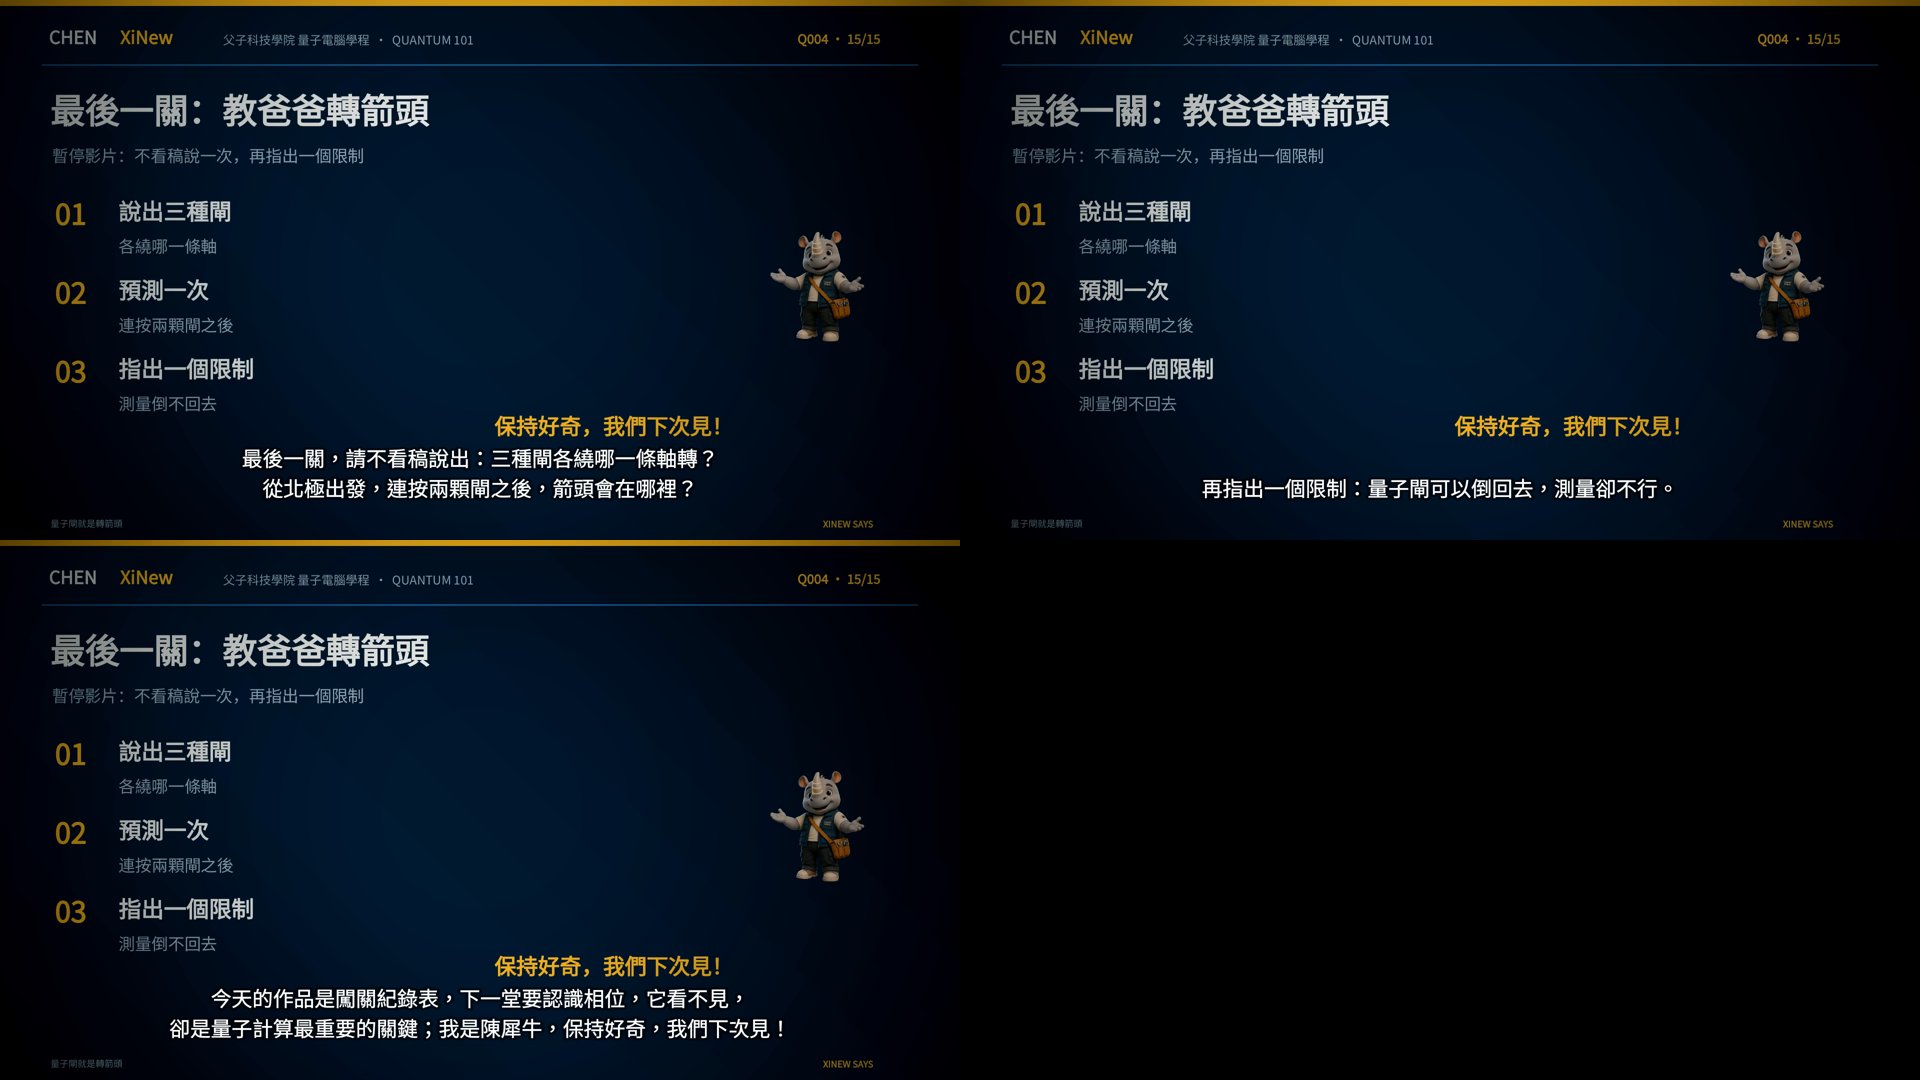 CHEN XiNew 父子科技學院 量子電腦學程 · QUANTUM 101 Q004 · 15/15
最後一關：教爸爸轉箭頭
暫停影片：不看稿說一次，再指出一個限制
01 說出三種閘
各繞哪一條軸
02 預測一次
連按兩顆閘之後
03 指出一個限制
測量倒不回去
保持好奇，我們下次見！
最後一關，請不看稿說出：三種閘各繞哪一條軸轉？
從北極出發，連按兩顆閘之後，箭頭會在哪裡？
量子閘就是轉箭頭 XINEW SAYS
CHEN XiNew 父子科技學院 量子電腦學程 · QUANTUM 101 Q004 · 15/15
最後一關：教爸爸轉箭頭
暫停影片：不看稿說一次，再指出一個限制
01 說出三種閘
各繞哪一條軸
02 預測一次
連按兩顆閘之後
03 指出一個限制
測量倒不回去
保持好奇，我們下次見！
再指出一個限制：量子閘可以倒回去，測量卻不行。
量子閘就是轉箭頭 XINEW SAYS
CHEN XiNew 父子科技學院 量子電腦學程 · QUANTUM 101 Q004 · 15/15
最後一關：教爸爸轉箭頭
暫停影片：不看稿說一次，再指出一個限制
01 說出三種閘
各繞哪一條軸
02 預測一次
連按兩顆閘之後
03 指出一個限制
測量倒不回去
保持好奇，我們下次見！
今天的作品是闖關紀錄表，下一堂要認識相位，它看不見，
卻是量子計算最重要的關鍵；我是陳犀牛，保持好奇，我們下次見！
量子閘就是轉箭頭 XINEW SAYS